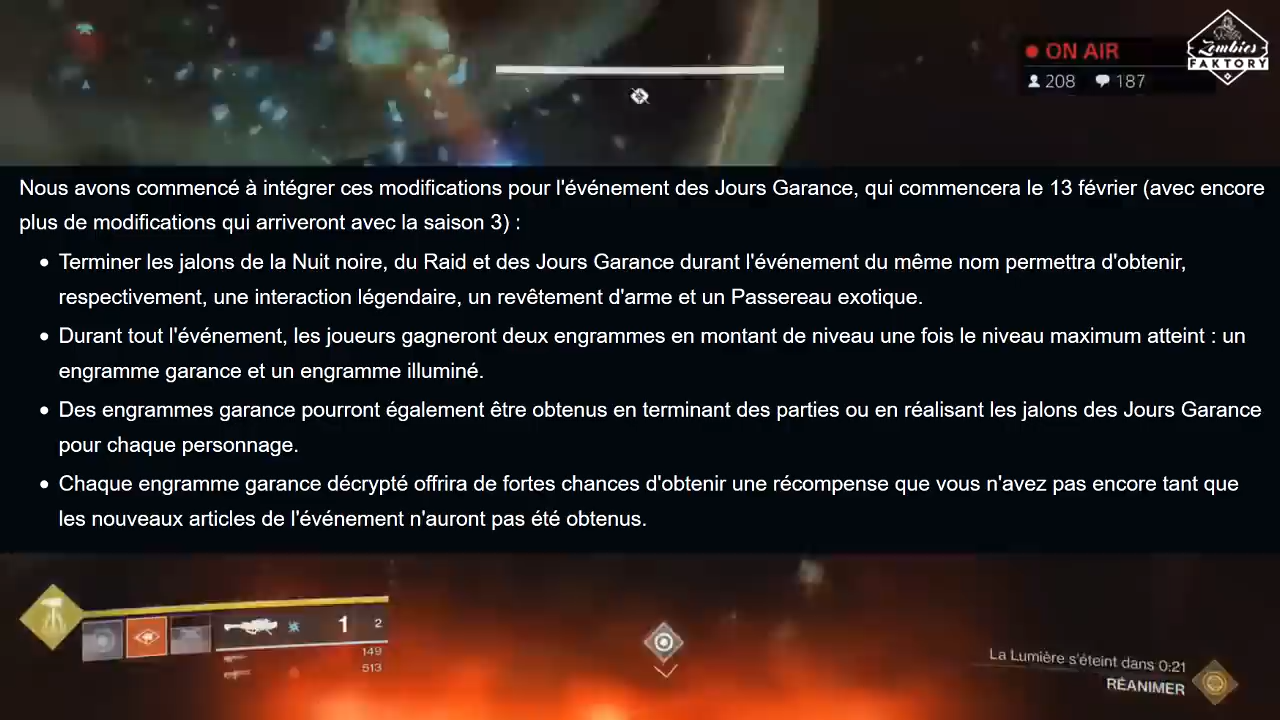 Zombies
FAKTORY
ON AIR
208 187
Nous avons commencé à intégrer ces modifications pour l'événement des Jours Garance, qui commencera le 13 février (avec encore
plus de modifications qui arriveront avec la saison 3) :
• Terminer les jalons de la Nuit noire, du Raid et des Jours Garance durant l'événement du même nom permettra d'obtenir,
respectivement, une interaction légendaire, un revêtement d'arme et un Passereau exotique.
• Durant tout l'événement, les joueurs gagneront deux engrammes en montant de niveau une fois le niveau maximum atteint : un
engramme garance et un engramme illuminé.
• Des engrammes garance pourront également être obtenus en terminant des parties ou en réalisant les jalons des Jours Garance
pour chaque personnage.
• Chaque engramme garance décrypté offrira de fortes chances d'obtenir une récompense que vous n'avez pas encore tant que
les nouveaux articles de l'événement n'auront pas été obtenus.
1 2
149
513
La Lumière s'éteint dans 0:21
RÉANIMER